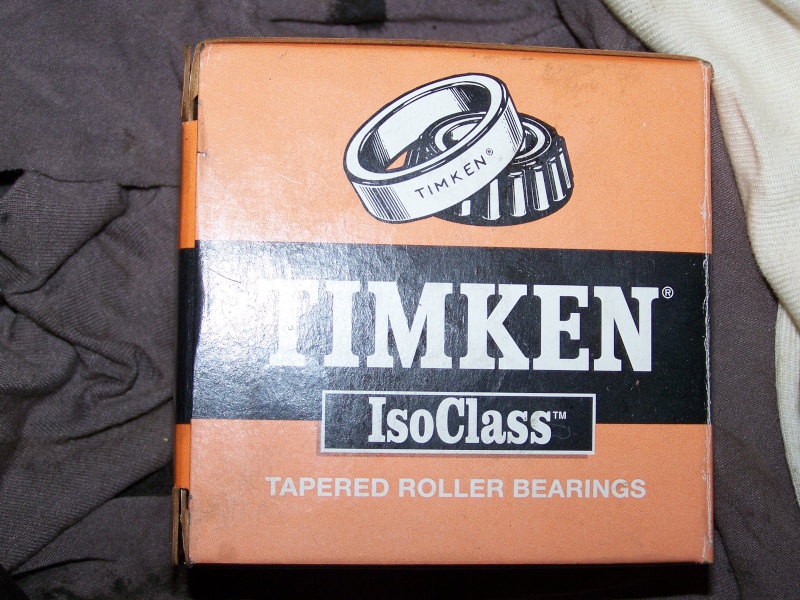 TIMKEN®
TIMKEN®
IsoClass™
TAPERED ROLLER BEARINGS